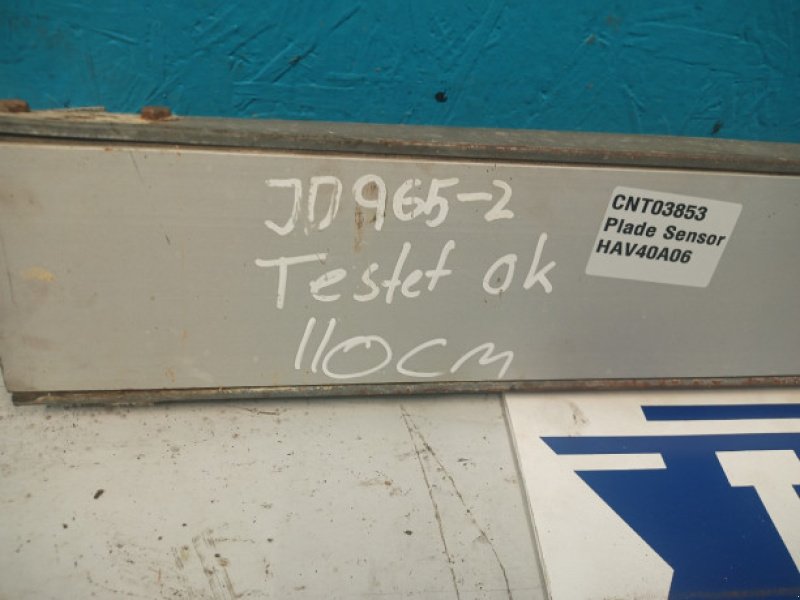 JD965-2
Testet ok
110cm
CNT03853
Plade Sensor
HAV40A06